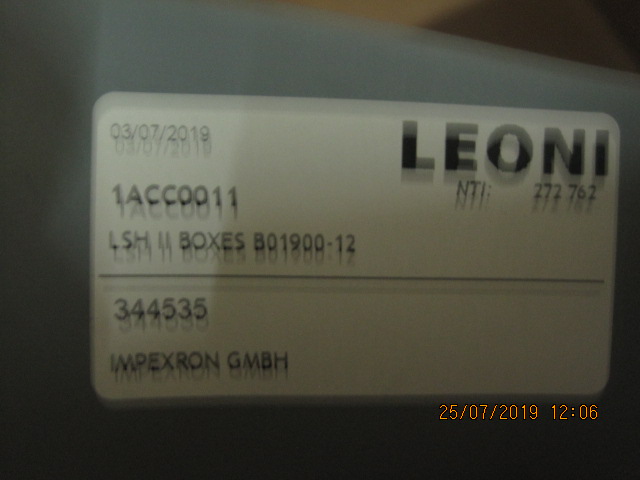 03/07/2019
LEONI
1ACC0011
NTI: 272 762
LSH II BOXES B01900-12
344535
IMPEXRON GMBH
25/07/2019 12:06